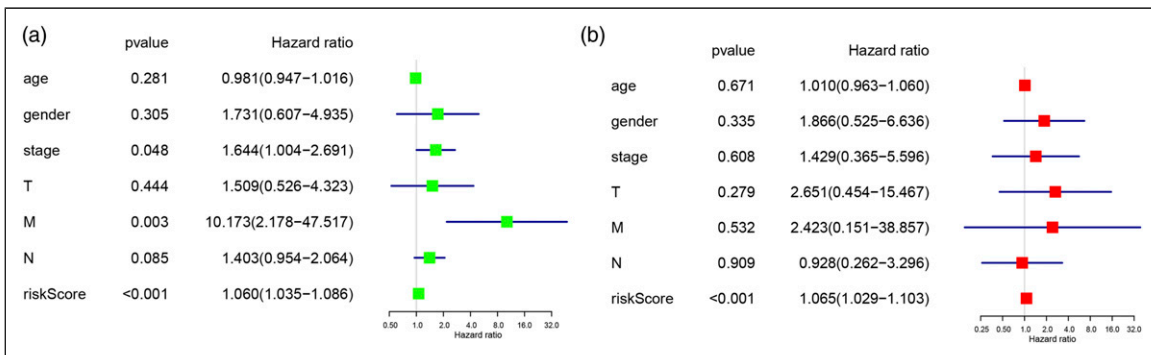 (a)
pvalue Hazard ratio
age 0.281 0.981(0.947−1.016)
gender 0.305 1.731(0.607−4.935)
stage 0.048 1.644(1.004−2.691)
T 0.444 1.509(0.526−4.323)
M 0.003 10.173(2.178−47.517)
N 0.085 1.403(0.954−2.064)
riskScore <0.001 1.060(1.035−1.086)
0.50 1.0 2.0 4.0 8.0 16.0 32.0
Hazard ratio
(b)
pvalue Hazard ratio
age 0.671 1.010(0.963−1.060)
gender 0.335 1.866(0.525−6.636)
stage 0.608 1.429(0.365−5.596)
T 0.279 2.651(0.454−15.467)
M 0.532 2.423(0.151−38.857)
N 0.909 0.928(0.262−3.296)
riskScore <0.001 1.065(1.029−1.103)
0.25 0.50 1.0 2.0 4.0 8.0 16.0 32.0
Hazard ratio